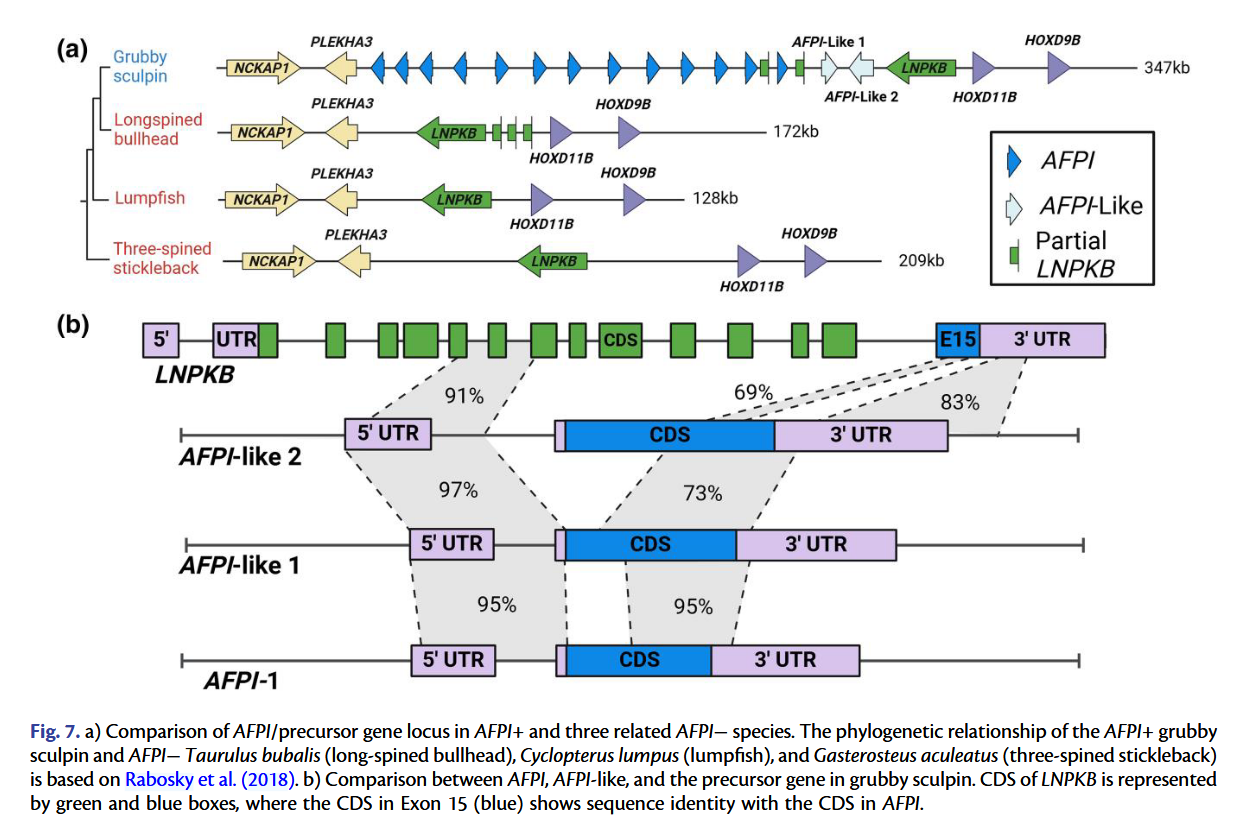 (a)
Grubby
sculpin
NCKAP1
PLEKHA3
AFPI-Like 1
AFPI-Like 2
LNPKB
HOXD11B
HOXD9B
347kb
Longspined
bullhead
NCKAP1
PLEKHA3
LNPKB
HOXD11B
HOXD9B
172kb
Lumpfish
NCKAP1
PLEKHA3
LNPKB
HOXD11B
HOXD9B
128kb
Three-spined
stickleback
NCKAP1
PLEKHA3
LNPKB
HOXD11B
HOXD9B
209kb
AFPI
AFPI-Like
Partial
LNPKB
(b)
5'
UTR
CDS
E15
3' UTR
LNPKB
91%
69%
83%
5' UTR
CDS
3' UTR
AFPI-like 2
97%
73%
5' UTR
CDS
3' UTR
AFPI-like 1
95%
95%
5' UTR
CDS
3' UTR
AFPI-1
Fig. 7. a) Comparison of AFPI/precursor gene locus in AFPI+ and three related AFPI− species. The phylogenetic relationship of the AFPI+ grubby
sculpin and AFPI− Taurulus bubalis (long-spined bullhead), Cyclopterus lumpus (lumpfish), and Gasterosteus aculeatus (three-spined stickleback)
is based on Rabosky et al. (2018). b) Comparison between AFPI, AFPI-like, and the precursor gene in grubby sculpin. CDS of LNPKB is represented
by green and blue boxes, where the CDS in Exon 15 (blue) shows sequence identity with the CDS in AFPI.